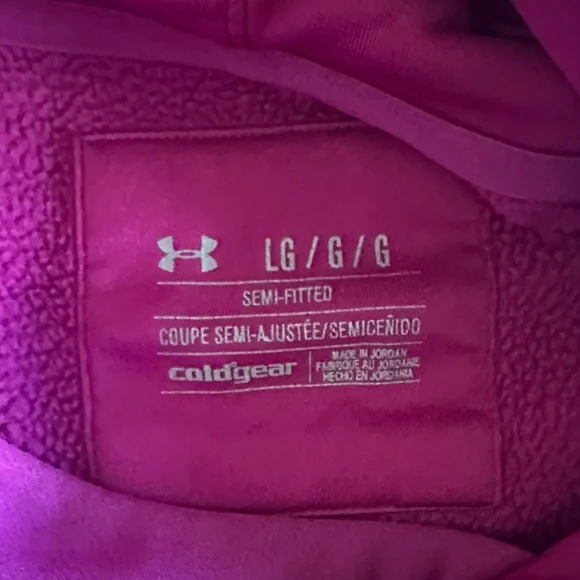 LG / G / G
SEMI-FITTED
COUPE SEMI-AJUSTÉE/SEMICEÑIDO
coldgear
MADE IN JORDAN
FABRIQUÉ AU JORDANIE
HECHO EN JORDANIA